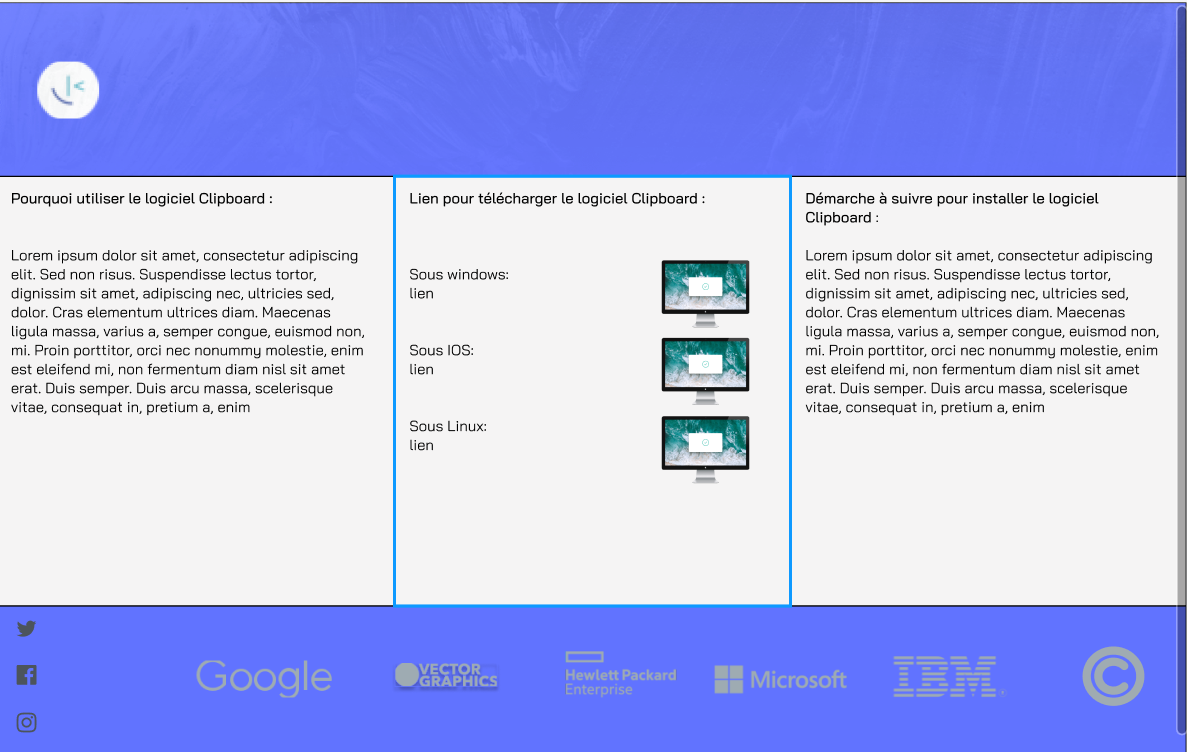 Pourquoi utiliser le logiciel Clipboard :
Lorem ipsum dolor sit amet, consectetur adipiscing
elit. Sed non risus. Suspendisse lectus tortor,
dignissim sit amet, adipiscing nec, ultricies sed,
dolor. Cras elementum ultrices diam. Maecenas
ligula massa, varius a, semper congue, euismod non,
mi. Proin porttitor, orci nec nonummy molestie, enim
est eleifend mi, non fermentum diam nisl sit amet
erat. Duis semper. Duis arcu massa, scelerisque
vitae, consequat in, pretium a, enim
Lien pour télécharger le logiciel Clipboard :
Sous windows:
lien
Sous IOS:
lien
Sous Linux:
lien
Démarche à suivre pour installer le logiciel
Clipboard :
Lorem ipsum dolor sit amet, consectetur adipiscing
elit. Sed non risus. Suspendisse lectus tortor,
dignissim sit amet, adipiscing nec, ultricies sed,
dolor. Cras elementum ultrices diam. Maecenas
ligula massa, varius a, semper congue, euismod non,
mi. Proin porttitor, orci nec nonummy molestie, enim
est eleifend mi, non fermentum diam nisl sit amet
erat. Duis semper. Duis arcu massa, scelerisque
vitae, consequat in, pretium a, enim
Google
VECTOR
GRAPHICS
Hewlett Packard
Enterprise
Microsoft
IBM®
©